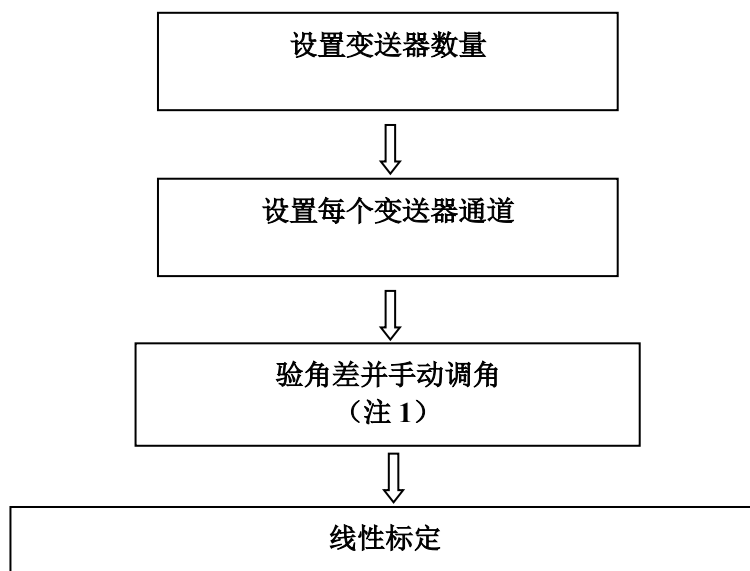 设置变送器数量
设置每个变送器通道
验角差并手动调角
（注 1）
线性标定